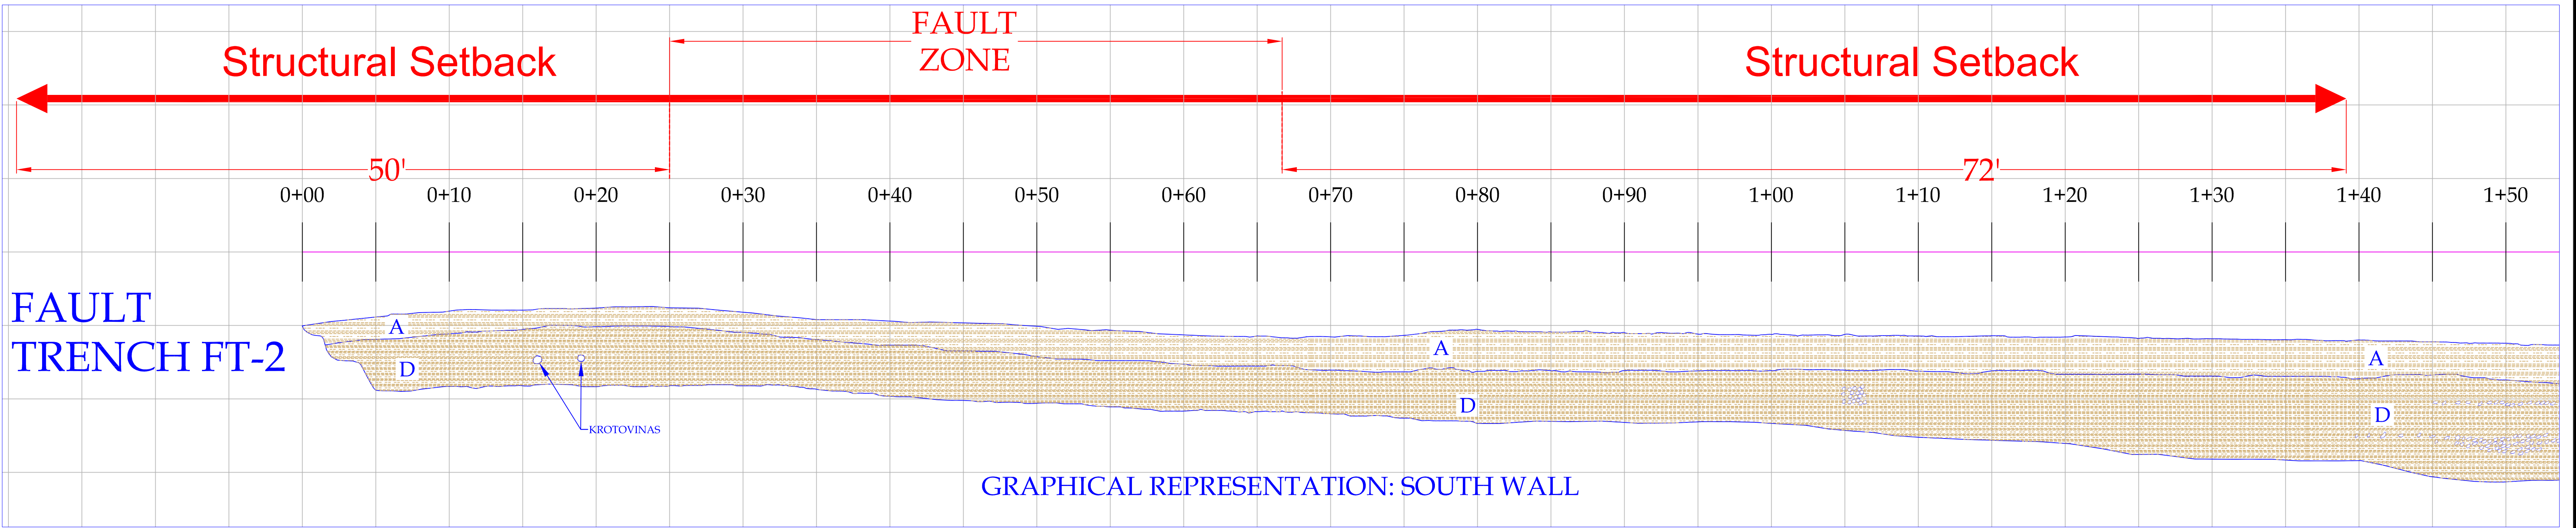 FAULT
ZONE
Structural Setback
Structural Setback
50'
72'
0+00 0+10 0+20 0+30 0+40 0+50 0+60 0+70 0+80 0+90 1+00 1+10 1+20 1+30 1+40 1+50
FAULT
TRENCH FT-2
A
D
A
D
A
D
KROTOVINAS
GRAPHICAL REPRESENTATION: SOUTH WALL